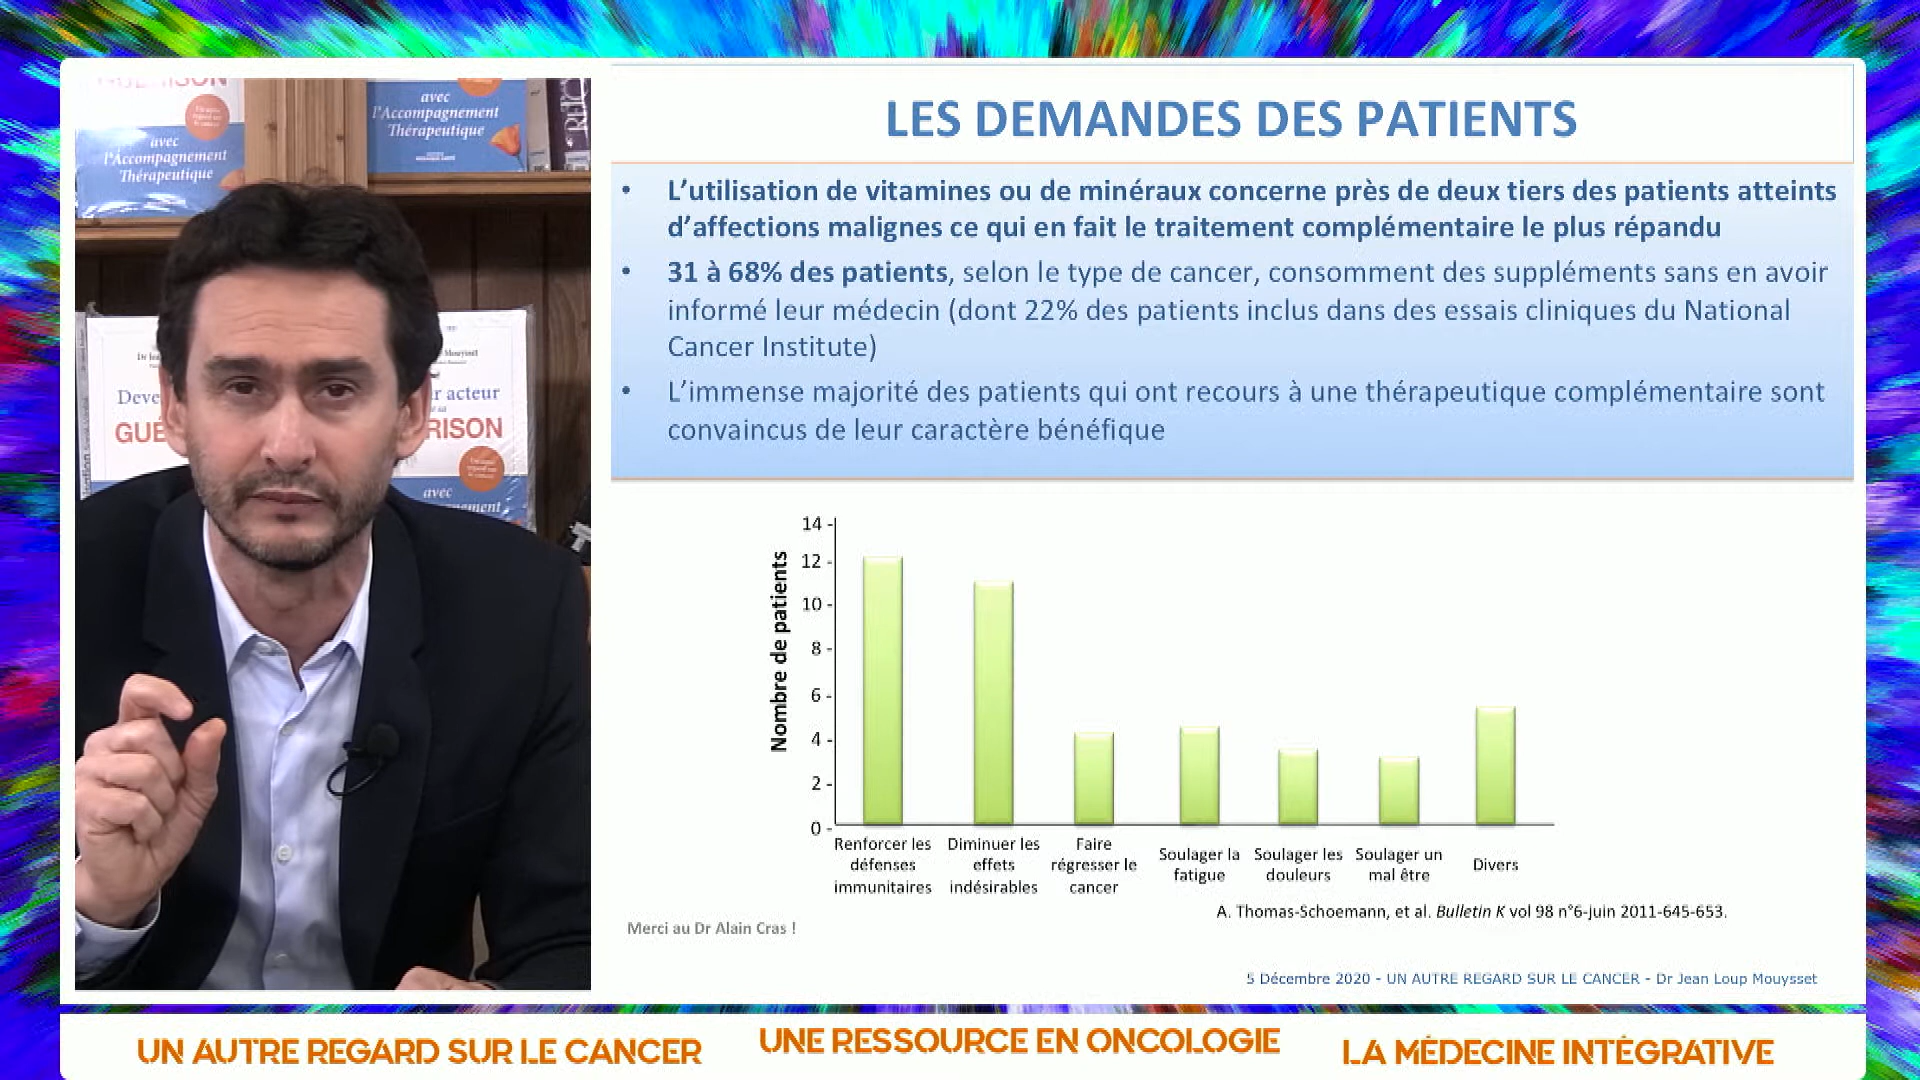 GUÉRISON
avec
l'Accompagnement
Thérapeutique
avec
l'Accompagnement
Thérapeutique
Mouysset
Deve
GUÉ
r acteur
RISON
avec
LES DEMANDES DES PATIENTS
• L'utilisation de vitamines ou de minéraux concerne près de deux tiers des patients atteints
d'affections malignes ce qui en fait le traitement complémentaire le plus répandu
• 31 à 68% des patients, selon le type de cancer, consomment des suppléments sans en avoir
informé leur médecin (dont 22% des patients inclus dans des essais cliniques du National
Cancer Institute)
• L'immense majorité des patients qui ont recours à une thérapeutique complémentaire sont
convaincus de leur caractère bénéfique
Nombre de patients
14
12
10
8
6
4
2
0
Renforcer les
défenses
immunitaires
Diminuer les
effets
indésirables
Faire
régresser le
cancer
Soulager la
fatigue
Soulager les
douleurs
Soulager un
mal être
Divers
A. Thomas-Schoemann, et al. Bulletin K vol 98 n°6-juin 2011-645-653.
Merci au Dr Alain Cras !
5 Décembre 2020 - UN AUTRE REGARD SUR LE CANCER - Dr Jean Loup Mouysset
UN AUTRE REGARD SUR LE CANCER
UNE RESSOURCE EN ONCOLOGIE
LA MÉDECINE INTÉGRATIVE